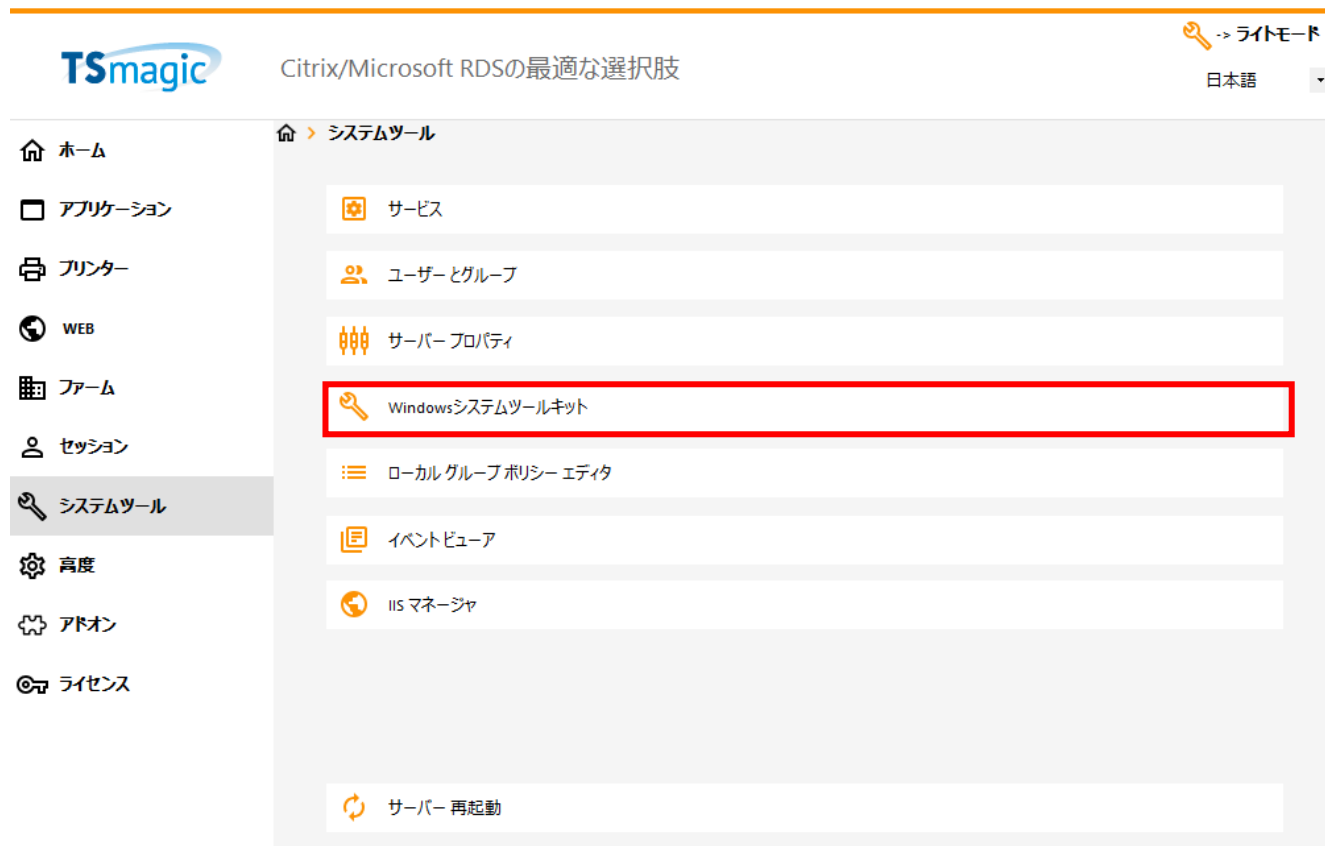 -> ライトモード
TSmagic
Citrix/Microsoft RDSの最適な選択肢
日本語
ホーム
アプリケーション
プリンター
WEB
ファーム
セッション
システムツール
高度
アドオン
ライセンス
> システムツール
サービス
ユーザー とグループ
サーバー プロパティ
Windowsシステムツールキット
ローカル グループ ポリシー エディタ
イベント ビューア
IIS マネージャ
サーバー 再起動